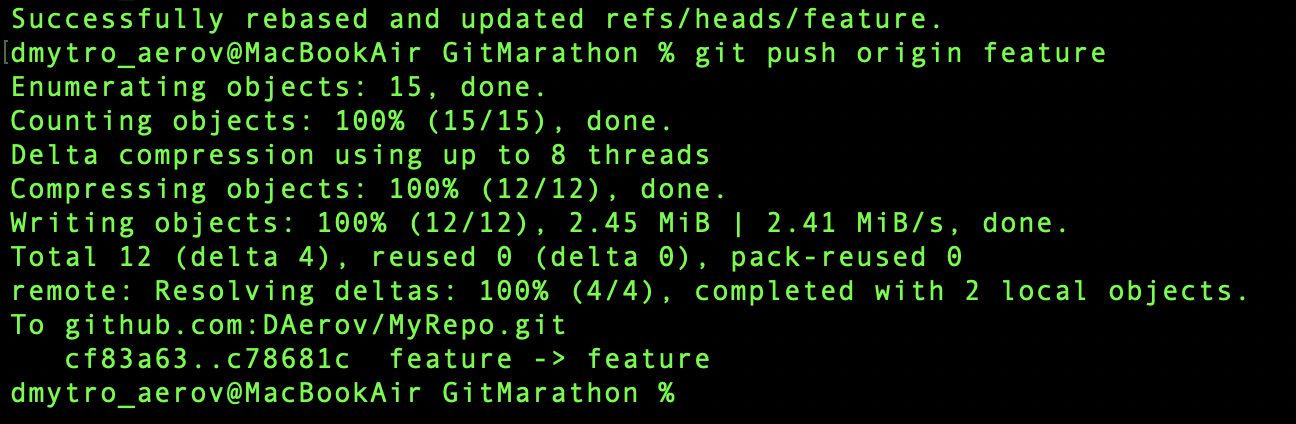 Successfully rebased and updated refs/heads/feature.
[dmytro_aerov@MacBookAir GitMarathon % git push origin feature
Enumerating objects: 15, done.
Counting objects: 100% (15/15), done.
Delta compression using up to 8 threads
Compressing objects: 100% (12/12), done.
Writing objects: 100% (12/12), 2.45 MiB | 2.41 MiB/s, done.
Total 12 (delta 4), reused 0 (delta 0), pack-reused 0
remote: Resolving deltas: 100% (4/4), completed with 2 local objects.
To github.com:DAerov/MyRepo.git
   cf83a63..c78681c  feature -> feature
dmytro_aerov@MacBookAir GitMarathon %